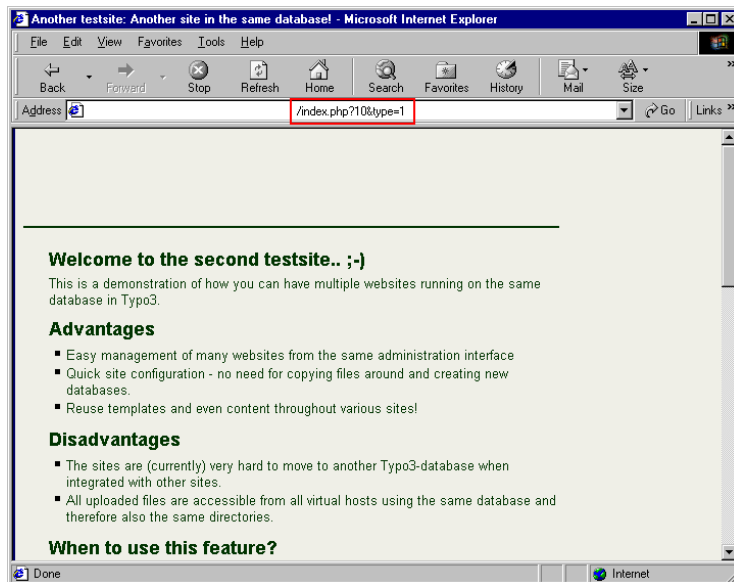 Another testsite: Another site in the same database! - Microsoft Internet Explorer
File Edit View Favorites Tools Help
Back Forward Stop Refresh Home Search Favorites History Mail Size »
Address /index.php?10&type=1 Go Links »
Welcome to the second testsite.. ;-)
This is a demonstration of how you can have multiple websites running on the same
database in Typo3.
Advantages
Easy management of many websites from the same administration interface
Quick site configuration - no need for copying files around and creating new
databases.
Reuse templates and even content throughout various sites!
Disadvantages
The sites are (currently) very hard to move to another Typo3-database when
integrated with other sites.
All uploaded files are accessible from all virtual hosts using the same database and
therefore also the same directories.
When to use this feature?
Done Internet